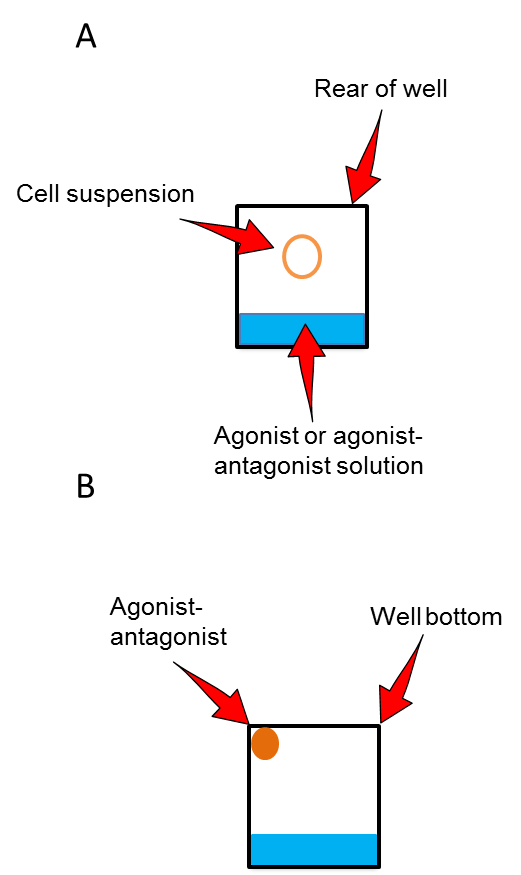 A
Rear of well
Cell suspension
Agonist or agonist-
antagonist solution
B
Agonist-
antagonist
Well bottom